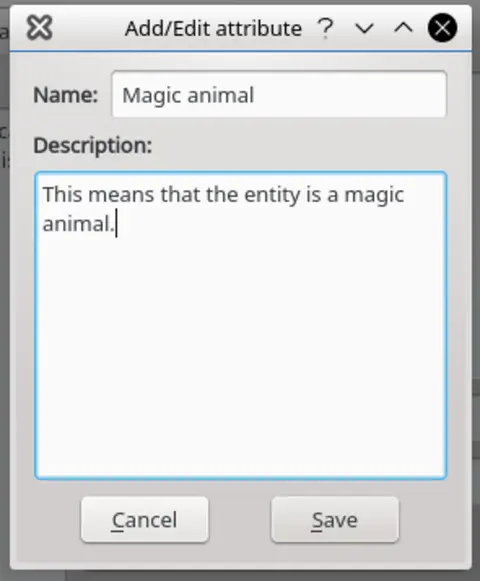 Add/Edit attribute ?
Name: Magic animal
Description:
This means that the entity is a magic
animal.
Cancel Save